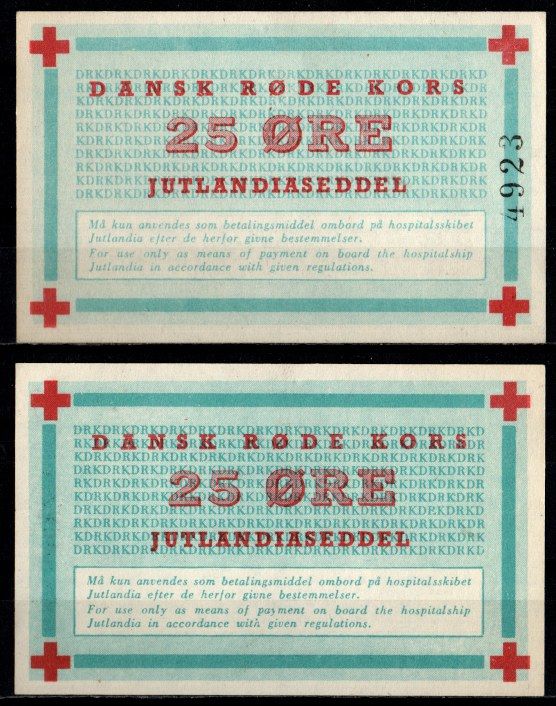 DRKDRKDRKDRKDRKDRKDRKDRKDRKD
DANSK RØDE KORS
25 ØRE
JUTLANDIASEDDEL
4923
Må kun anvendes som betalingsmiddel ombord på hospitalsskibet
Jutlandia efter de herfor givne bestemmelser.
For use only as means of payment on board the hospitalship
Jutlandia in accordance with given regulations.
DANSK RØDE KORS
25 ØRE
JUTLANDIASEDDEL
Må kun anvendes som betalingsmiddel ombord på hospitalsskibet
Jutlandia efter de herfor givne bestemmelser.
For use only as means of payment on board the hospitalship
Jutlandia in accordance with given regulations.